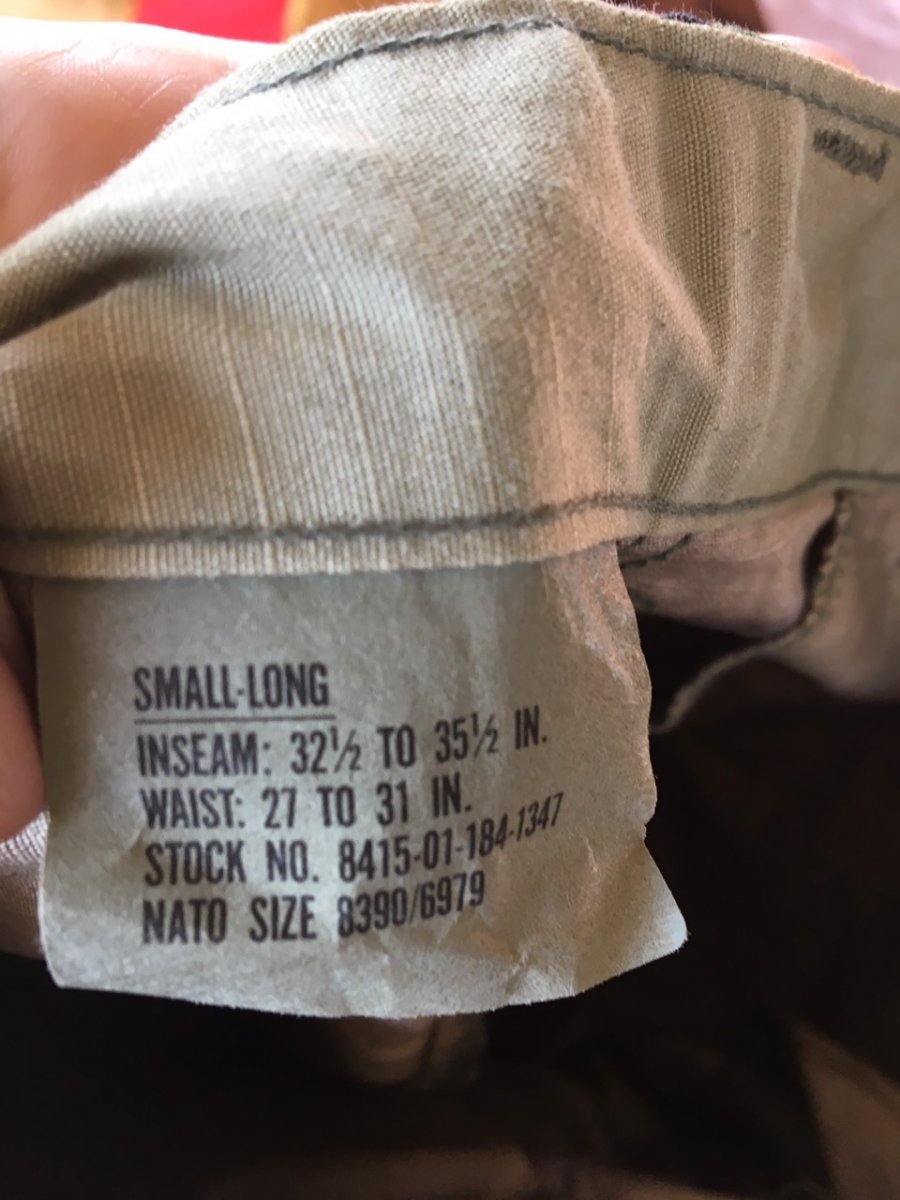 SMALL-LONG
INSEAM: 32½ TO 35½ IN.
WAIST: 27 TO 31 IN.
STOCK NO. 8415-01-184-1347
NATO SIZE 8390/6979